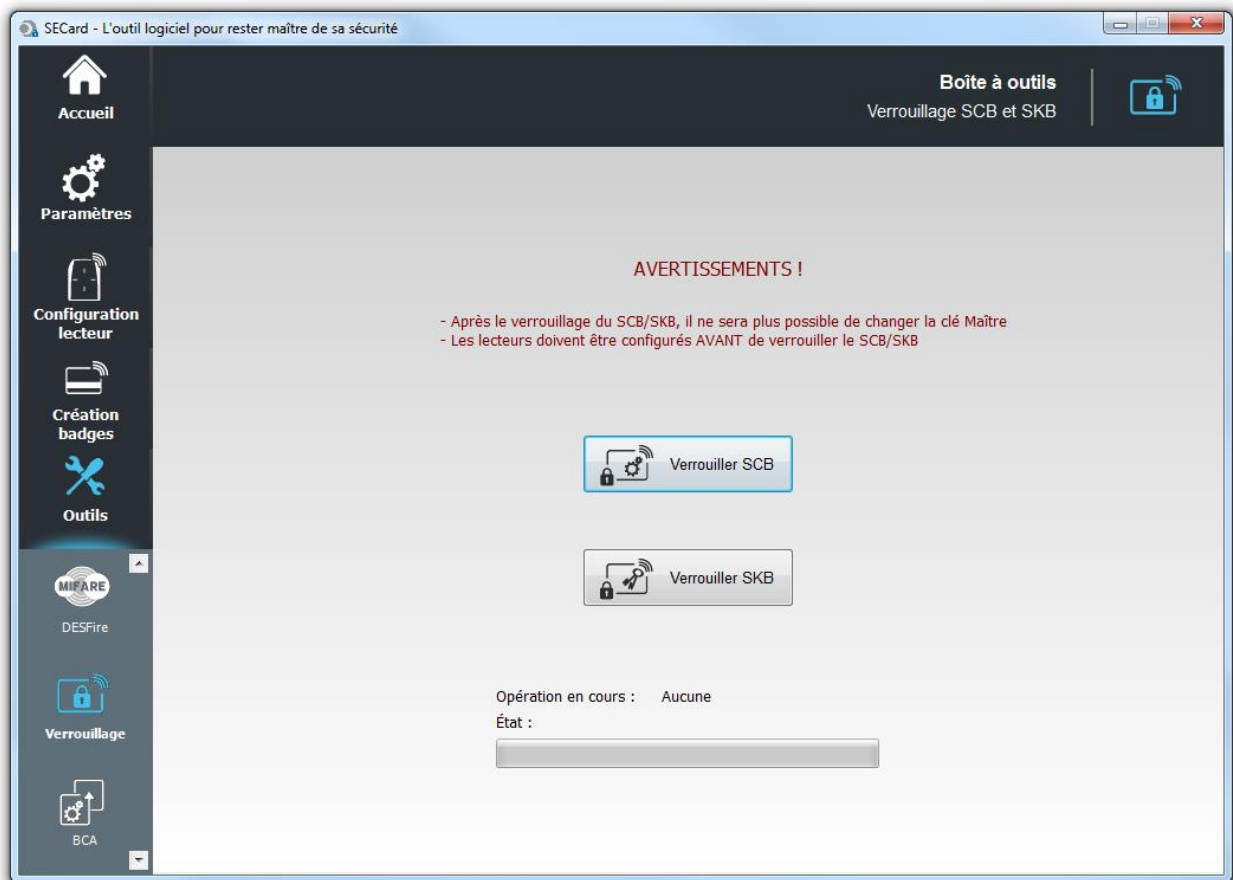 SECard - L'outil logiciel pour rester maître de sa sécurité
Accueil
Boîte à outils
Verrouillage SCB et SKB
Paramètres
Configuration
lecteur
Création
badges
Outils
MIFARE
DESFire
Verrouillage
BCA
AVERTISSEMENTS !
- Après le verrouillage du SCB/SKB, il ne sera plus possible de changer la clé Maître
- Les lecteurs doivent être configurés AVANT de verrouiller le SCB/SKB
Verrouiller SCB
Verrouiller SKB
Opération en cours : Aucune
État :